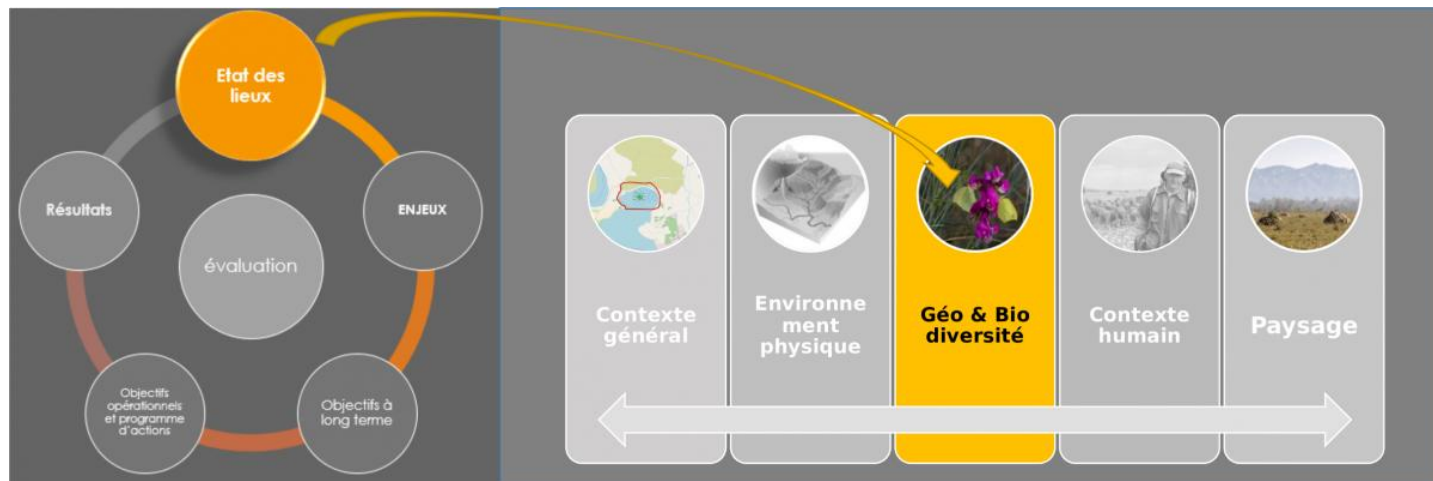 Etat des
lieux
Résultats
ENJEUX
évaluation
Objectifs
opérationnels
et programme
d'actions
Objectifs à
long terme
Contexte
général
Environne
ment
physique
Géo & Bio
diversité
Contexte
humain
Paysage